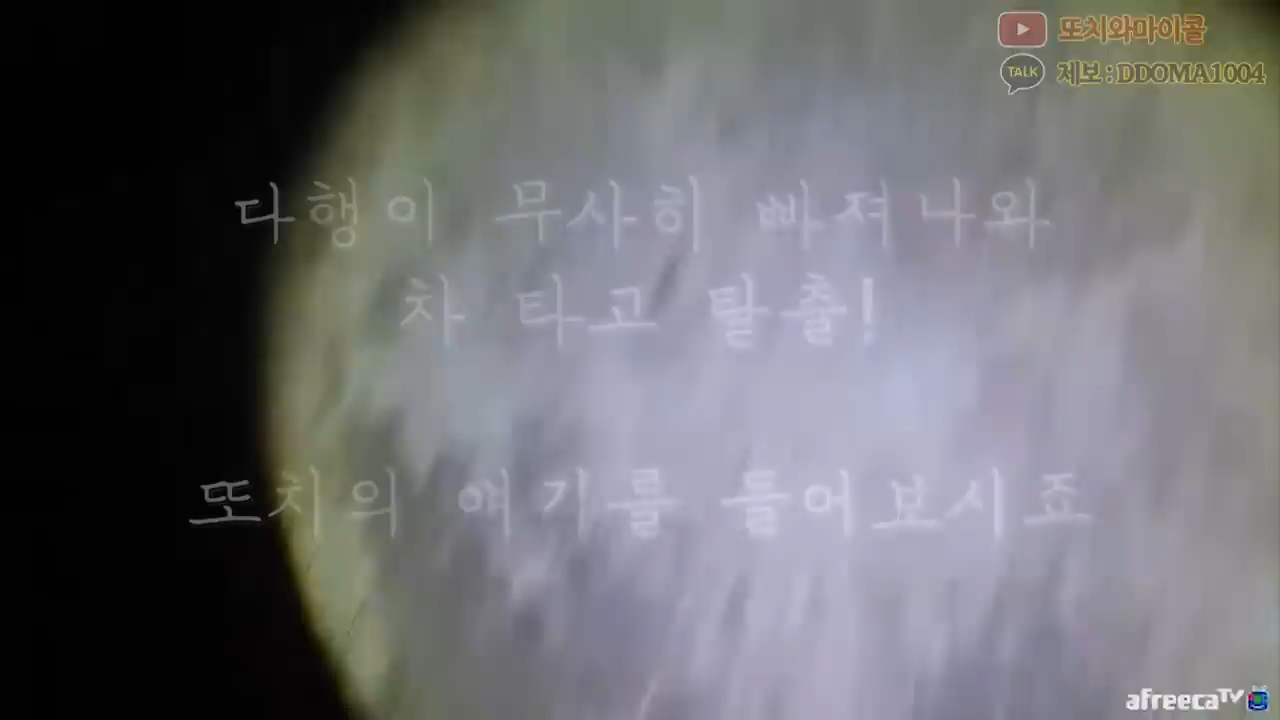 또치와마이콜
TALK 제보:DDOMA1004
다행이 무사히 빠져나와
차 타고 탈출!
또치의 얘기를 들어보시죠
afreecaTV